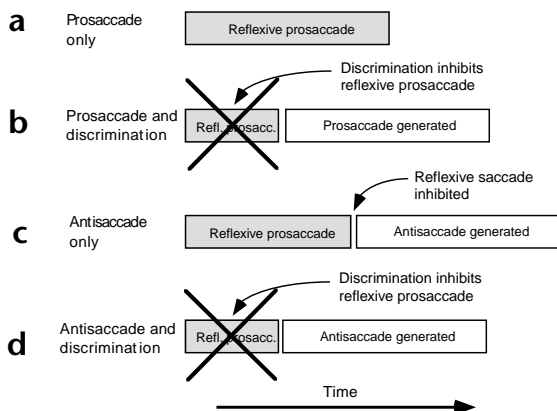 a
Prosaccade
only
Reflexive prosaccade
Discrimination inhibits
reflexive prosaccade
b
Prosaccade and
discrimination
Refl. prosacc.
Prosaccade generated
Reflexive saccade
inhibited
c
Antisaccade
only
Reflexive prosaccade
Antisaccade generated
Discrimination inhibits
reflexive prosaccade
d
Antisaccade and
discrimination
Refl. prosacc.
Antisaccade generated
Time